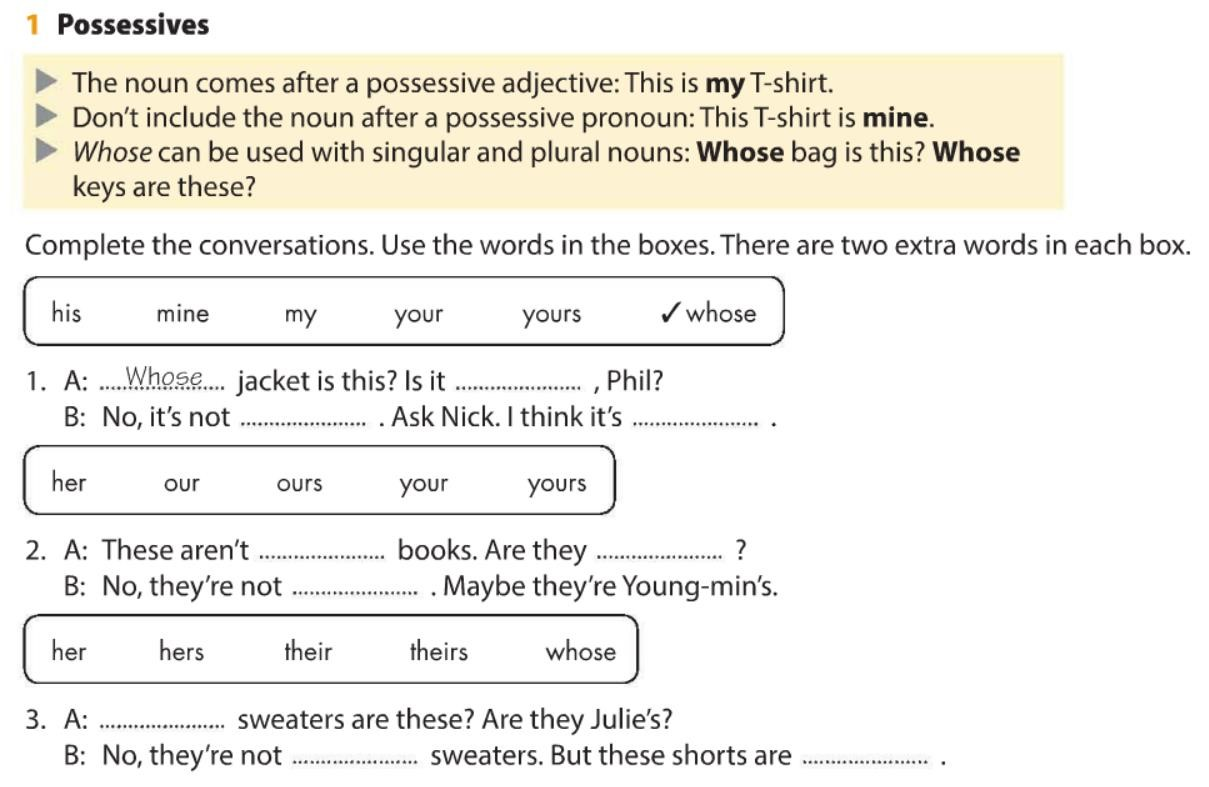 1 Possessives
▶ The noun comes after a possessive adjective: This is my T-shirt.
▶ Don't include the noun after a possessive pronoun: This T-shirt is mine.
▶ Whose can be used with singular and plural nouns: Whose bag is this? Whose
keys are these?
Complete the conversations. Use the words in the boxes. There are two extra words in each box.
his mine my your yours ✓ whose
1. A: .....Whose.... jacket is this? Is it ...................... , Phil?
B: No, it's not ...................... . Ask Nick. I think it's ...................... .
her our ours your yours
2. A: These aren't ...................... books. Are they ...................... ?
B: No, they're not ...................... . Maybe they're Young-min's.
her hers their theirs whose
3. A: ...................... sweaters are these? Are they Julie's?
B: No, they're not ...................... sweaters. But these shorts are ...................... .